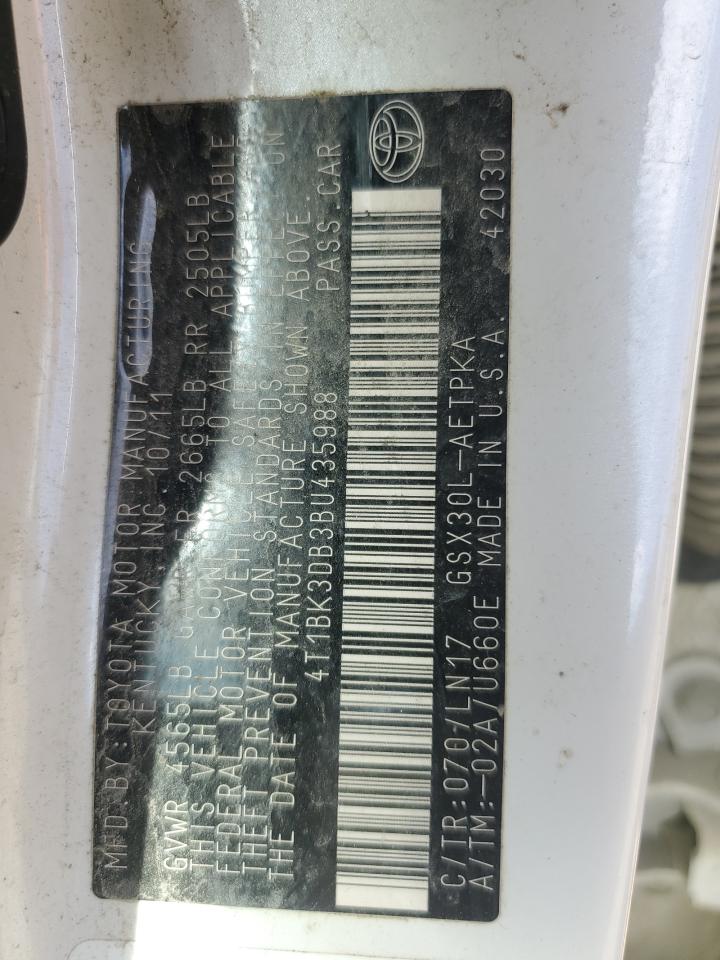 MFD BY: TOYOTA MOTOR MANUFACTURING
KENTUCKY, INC 10/11
GVWR 4565LB GAWR FR 2665LB RR 2505LB
THIS VEHICLE CONFORMS TO ALL APPLICABLE
FEDERAL MOTOR VEHICLE SAFETY, BUMPER, AND
THEFT PREVENTION STANDARDS IN EFFECT ON
THE DATE OF MANUFACTURE SHOWN ABOVE.
4T1BK3DB3BU435988 PASS.CAR
C/TR:070/LN17 GSX30L-AETPKA
A/TM:-02A/U660E MADE IN U.S.A. 42030